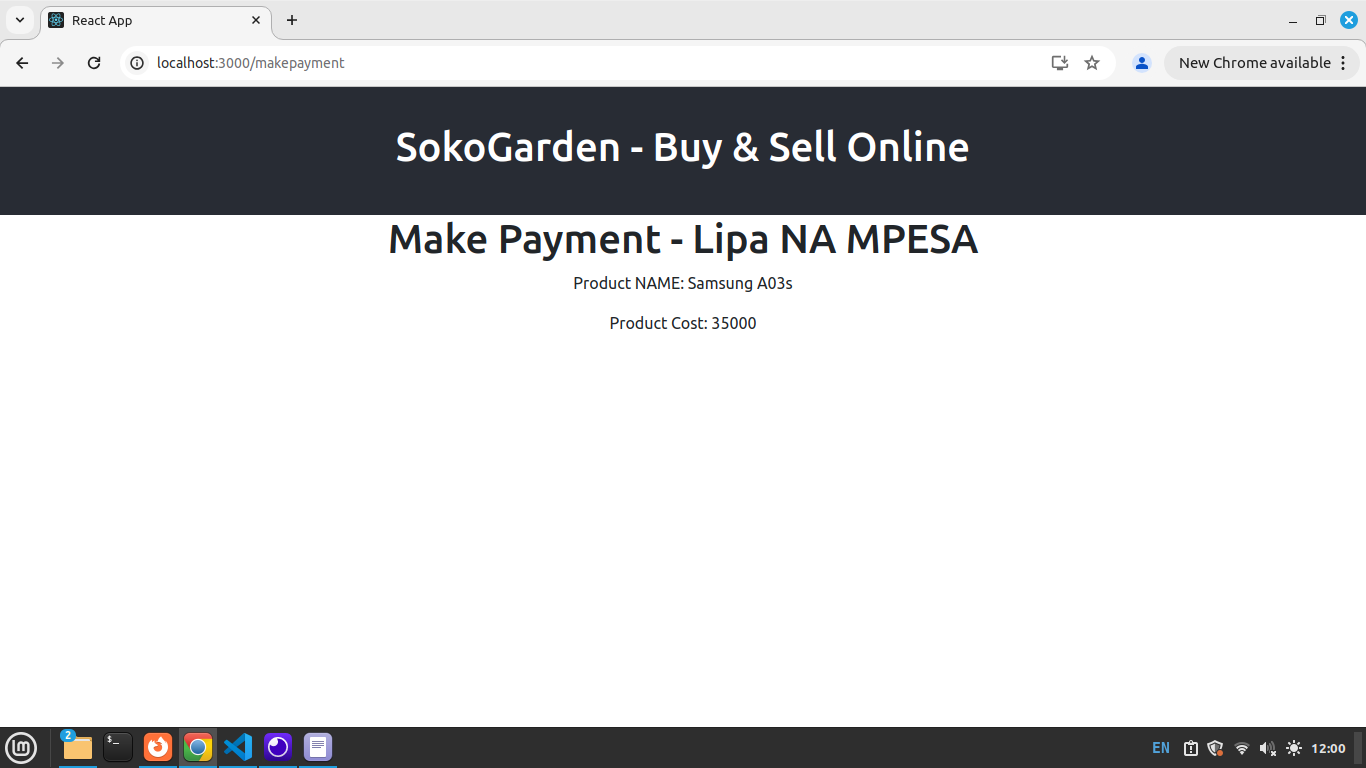 React App
localhost:3000/makepayment
New Chrome available
SokoGarden - Buy & Sell Online
Make Payment - Lipa NA MPESA
Product NAME: Samsung A03s
Product Cost: 35000
2
$_
lm
EN
12:00